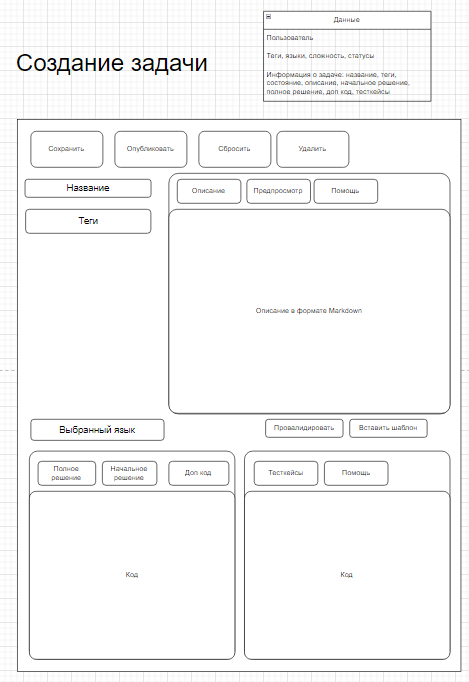 Данные
Пользователь
Теги, языки, сложность, статусы
Информация о задаче: название, теги,
состояние, описание, начальное решение,
полное решение, доп код, тесткейсы
Создание задачи
Сохранить
Опубликовать
Сбросить
Удалить
Название
Описание
Предпросмотр
Помощь
Теги
Описание в формате Markdown
Выбранный язык
Провалидировать
Вставить шаблон
Полное
решение
Начальное
решение
Доп код
Тесткейсы
Помощь
Код
Код